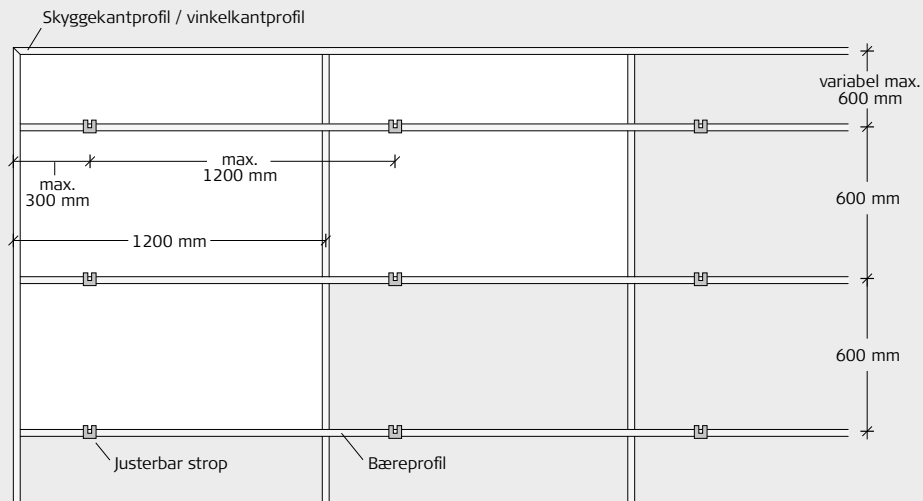 Skyggekantprofil / vinkelkantprofil
variabel max.
600 mm
max.
1200 mm
max.
300 mm
600 mm
1200 mm
600 mm
Justerbar strop
Bæreprofil